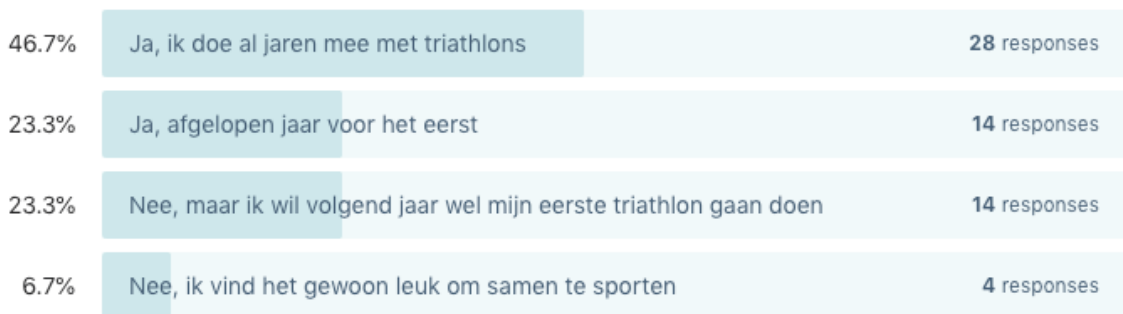 46.7% Ja, ik doe al jaren mee met triathlons 28 responses
23.3% Ja, afgelopen jaar voor het eerst 14 responses
23.3% Nee, maar ik wil volgend jaar wel mijn eerste triathlon gaan doen 14 responses
6.7% Nee, ik vind het gewoon leuk om samen te sporten 4 responses